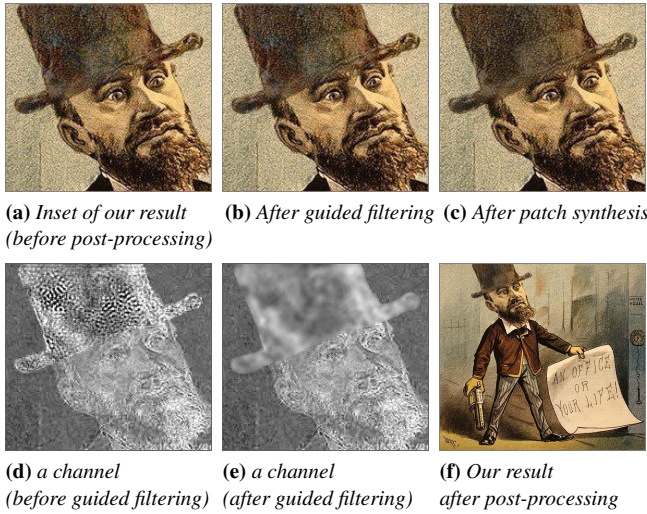 (a) Inset of our result
(before post-processing)
(b) After guided filtering
(c) After patch synthesis
(d) a channel
(before guided filtering)
(e) a channel
(after guided filtering)
AN OFFICE
OR
YOUR LIFE!
(f) Our result
after post-processing